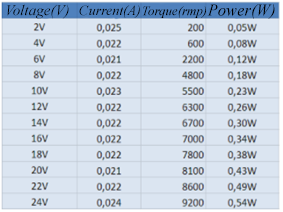 Voltage(V) Current(A) Torque(rmp) Power(W)
2V 0,025 200 0,05W
4V 0,022 600 0,08W
6V 0,021 2200 0,12W
8V 0,022 4800 0,18W
10V 0,023 5500 0,23W
12V 0,022 6300 0,26W
14V 0,022 6700 0,30W
16V 0,022 7000 0,34W
18V 0,022 7800 0,38W
20V 0,021 8100 0,43W
22V 0,022 8600 0,49W
24V 0,024 9200 0,54W